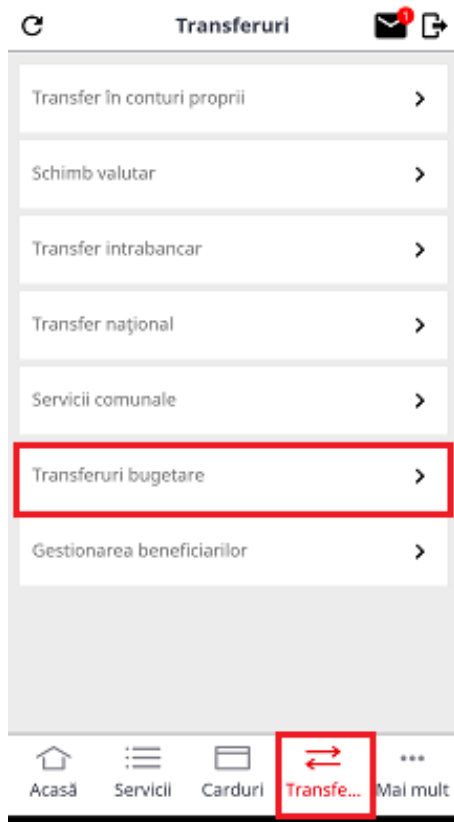 Transferuri
1
Transfer în conturi proprii
Schimb valutar
Transfer intrabancar
Transfer naţional
Servicii comunale
Transferuri bugetare
Gestionarea beneficiarilor
Acasă Servicii Carduri Transfe... Mai mult